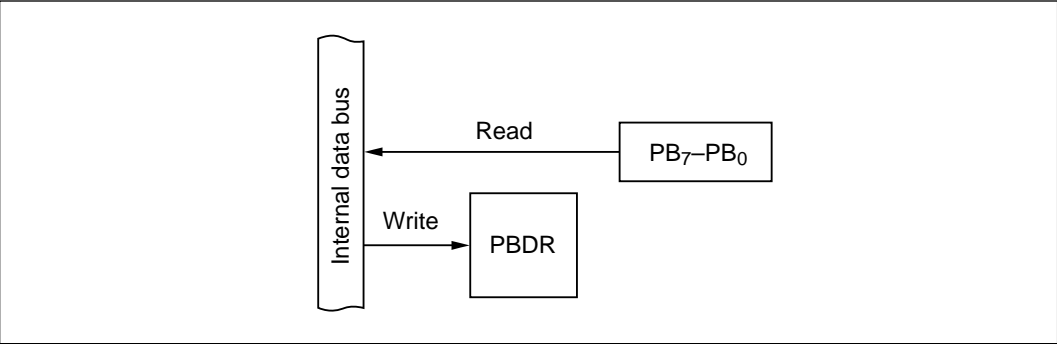 Internal data bus
Read
PB₇–PB₀
Write
PBDR